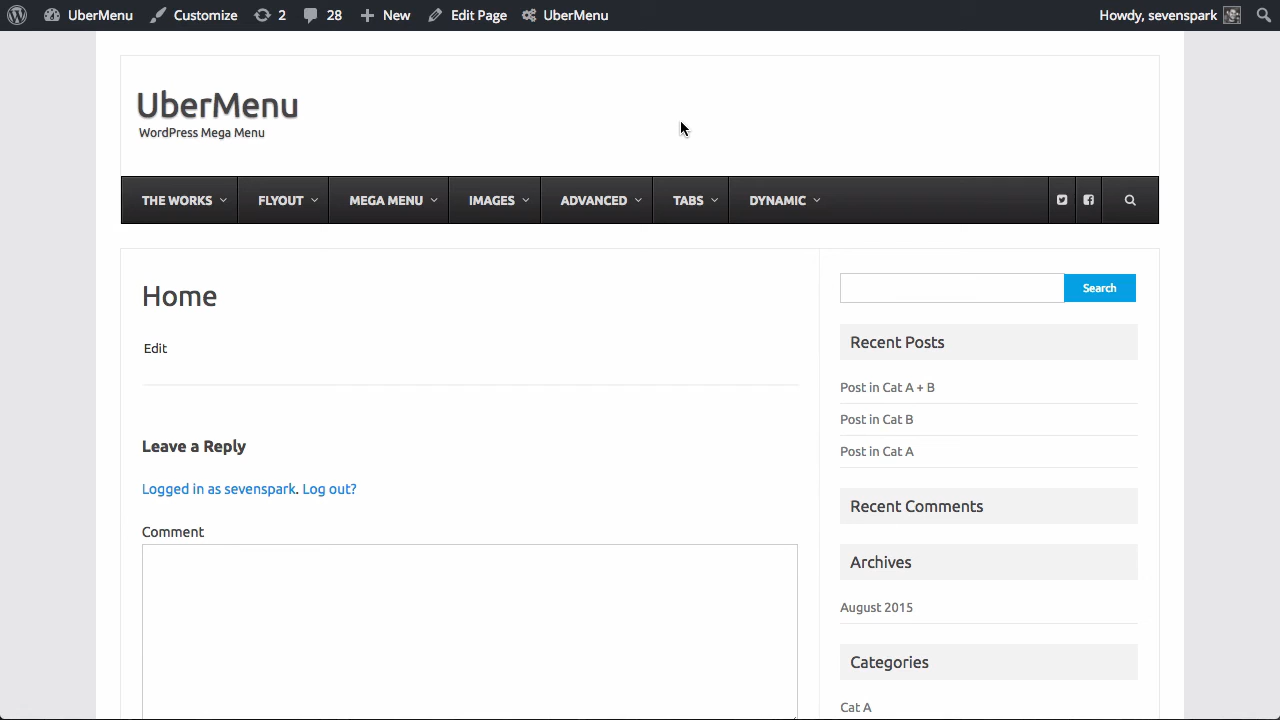 UberMenu Customize 2 28 New Edit Page UberMenu Howdy, sevenspark
UberMenu
WordPress Mega Menu
THE WORKS FLYOUT MEGA MENU IMAGES ADVANCED TABS DYNAMIC
Home
Edit
Leave a Reply
Logged in as sevenspark. Log out?
Comment
Search
Recent Posts
Post in Cat A + B
Post in Cat B
Post in Cat A
Recent Comments
Archives
August 2015
Categories
Cat A